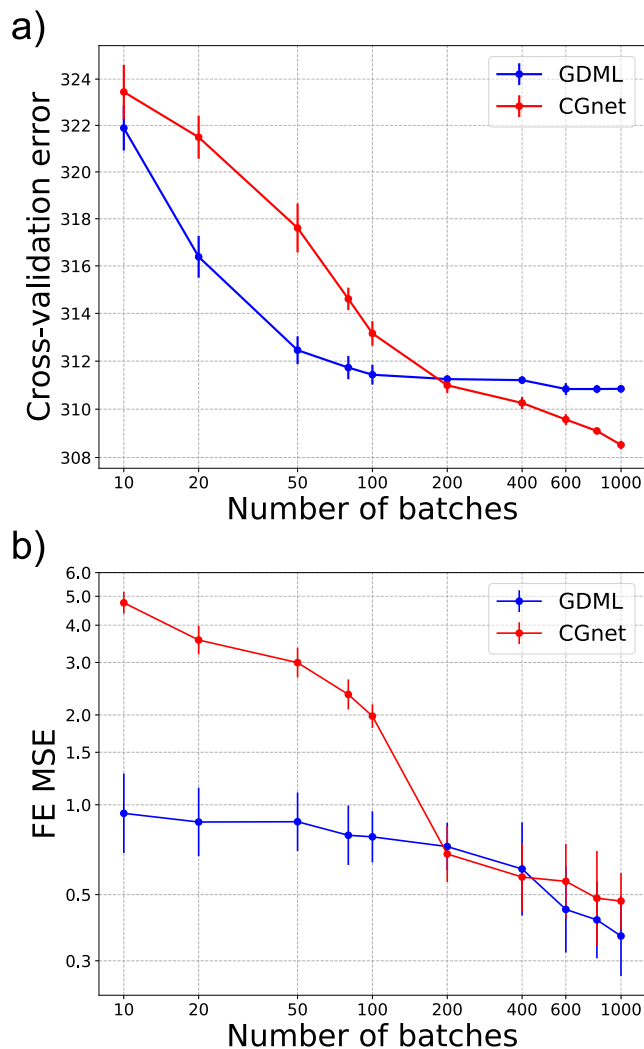 a)
324
322
320
318
316
314
312
310
308
Cross-validation error
GDML
CGnet
10 20 50 100 200 400 600 1000
Number of batches
b)
6.0
5.0
4.0
3.0
2.0
1.5
1.0
0.5
0.3
FE MSE
GDML
CGnet
10 20 50 100 200 400 600 1000
Number of batches